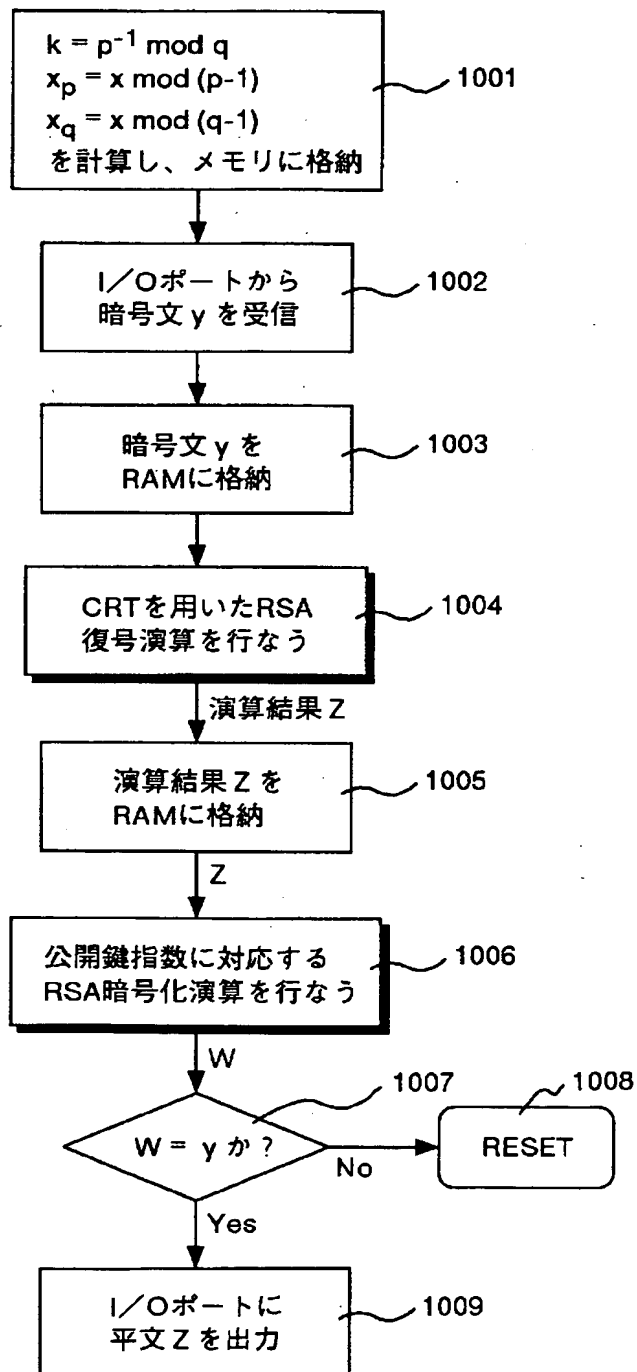 k = p⁻¹ mod q
xₚ = x mod (p-1)
x_q = x mod (q-1)
を計算し、メモリに格納
1001
I/Oポートから
暗号文 y を受信
1002
暗号文 y を
RAMに格納
1003
CRTを用いたRSA
復号演算を行なう
1004
演算結果 Z
演算結果 Z を
RAMに格納
1005
Z
公開鍵指数に対応する
RSA暗号化演算を行なう
1006
W
1007
W = y か?
No
1008
RESET
Yes
I/Oポートに
平文 Z を出力
1009